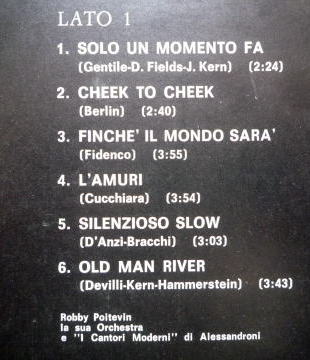 LATO 1
1. SOLO UN MOMENTO FA
(Gentile-D. Fields-J. Kern) (2:24)
2. CHEEK TO CHEEK
(Berlin) (2:40)
3. FINCHE' IL MONDO SARA'
(Fidenco) (3:55)
4. L'AMURI
(Cucchiara) (3:54)
5. SILENZIOSO SLOW
(D'Anzi-Bracchi) (3:03)
6. OLD MAN RIVER
(Devilli-Kern-Hammerstein) (3:43)
Robby Poitevin
la sua Orchestra
e "I Cantori Moderni" di Alessandroni